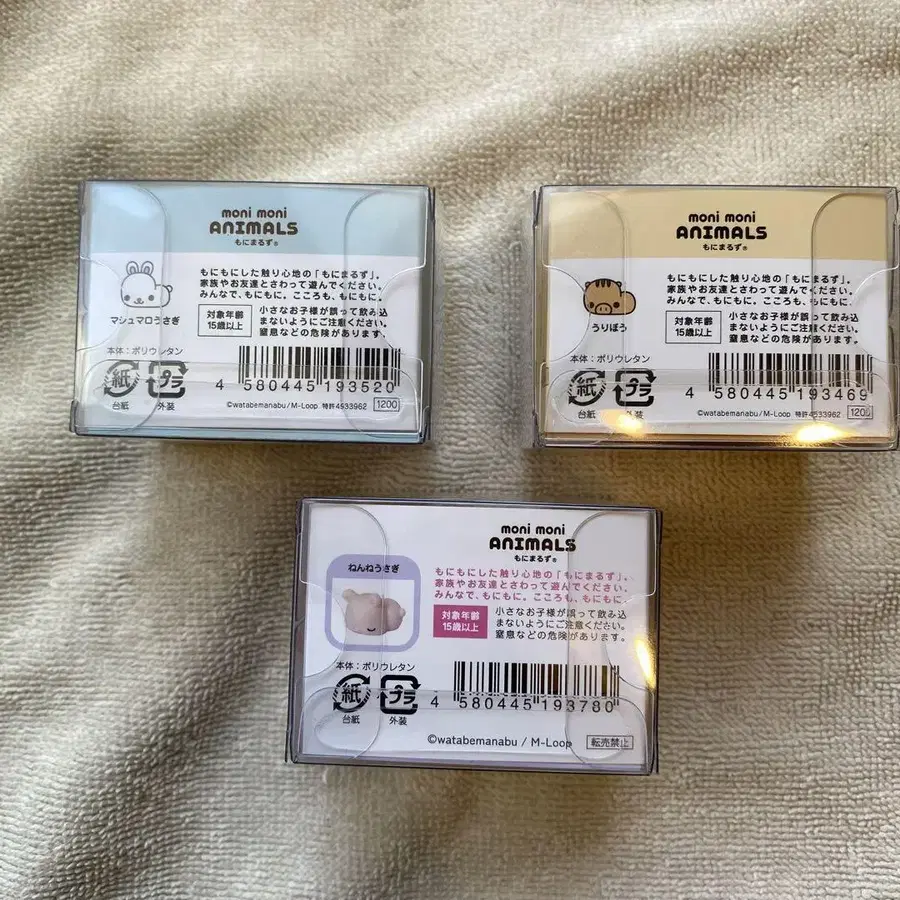 moni moni
ANIMALS
もにまるず®
もにもにした触り心地の「もにまるず」。
家族やお友達とさわって遊んでください。
みんなで、もにもに。こころも、もにもに。
マシュマロうさぎ
対象年齢
15歳以上
小さなお子様が誤って飲み込
まないようにご注意ください。
窒息などの危険があります。
本体：ポリウレタン
紙
プラ
台紙
外装
4 580445 193520
©watabemanabu / M-Loop 特許4533962
1200
moni moni
ANIMALS
もにまるず®
もにもにした触り心地の「もにまるず」。
家族やお友達とさわって遊んでください。
みんなで、もにもに。こころも、もにもに。
うりぼう
対象年齢
15歳以上
小さなお子様が誤って飲み込
まないようにご注意ください。
窒息などの危険があります。
本体：ポリウレタン
紙
プラ
台紙
外装
4 580445 193469
©watabemanabu / M-Loop 特許4533962
1200
moni moni
ANIMALS
もにまるず®
ねんねうさぎ
もにもにした触り心地の「もにまるず」。
家族やお友達とさわって遊んでください。
みんなで、もにもに。こころも、もにもに。
対象年齢
15歳以上
小さなお子様が誤って飲み込
まないようにご注意ください。
窒息などの危険があります。
本体：ポリウレタン
紙
プラ
台紙
外装
4 580445 193780
©watabemanabu / M-Loop
転売禁止